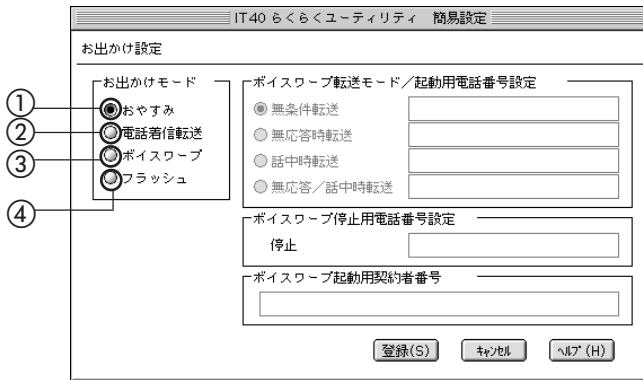 IT40 らくらくユーティリティ 簡易設定
お出かけ設定
お出かけモード
① おやすみ
② 電話着信転送
③ ボイスワープ
④ フラッシュ
ボイスワープ転送モード/起動用電話番号設定
無条件転送
無応答時転送
話中時転送
無応答/話中時転送
ボイスワープ停止用電話番号設定
停止
ボイスワープ起動用契約者番号
登録(S) ｷｬﾝｾﾙ ﾍﾙﾌﾟ(H)